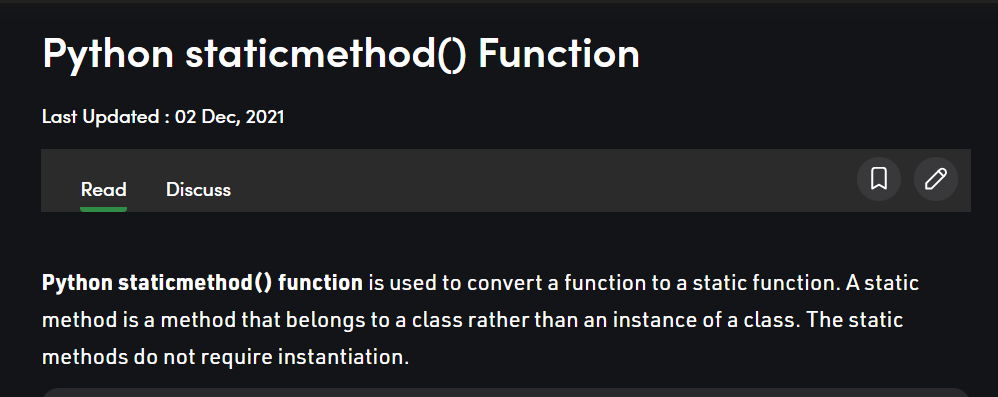 Python staticmethod() Function
Last Updated : 02 Dec, 2021
Read Discuss
Python staticmethod() function is used to convert a function to a static function. A static
method is a method that belongs to a class rather than an instance of a class. The static
methods do not require instantiation.